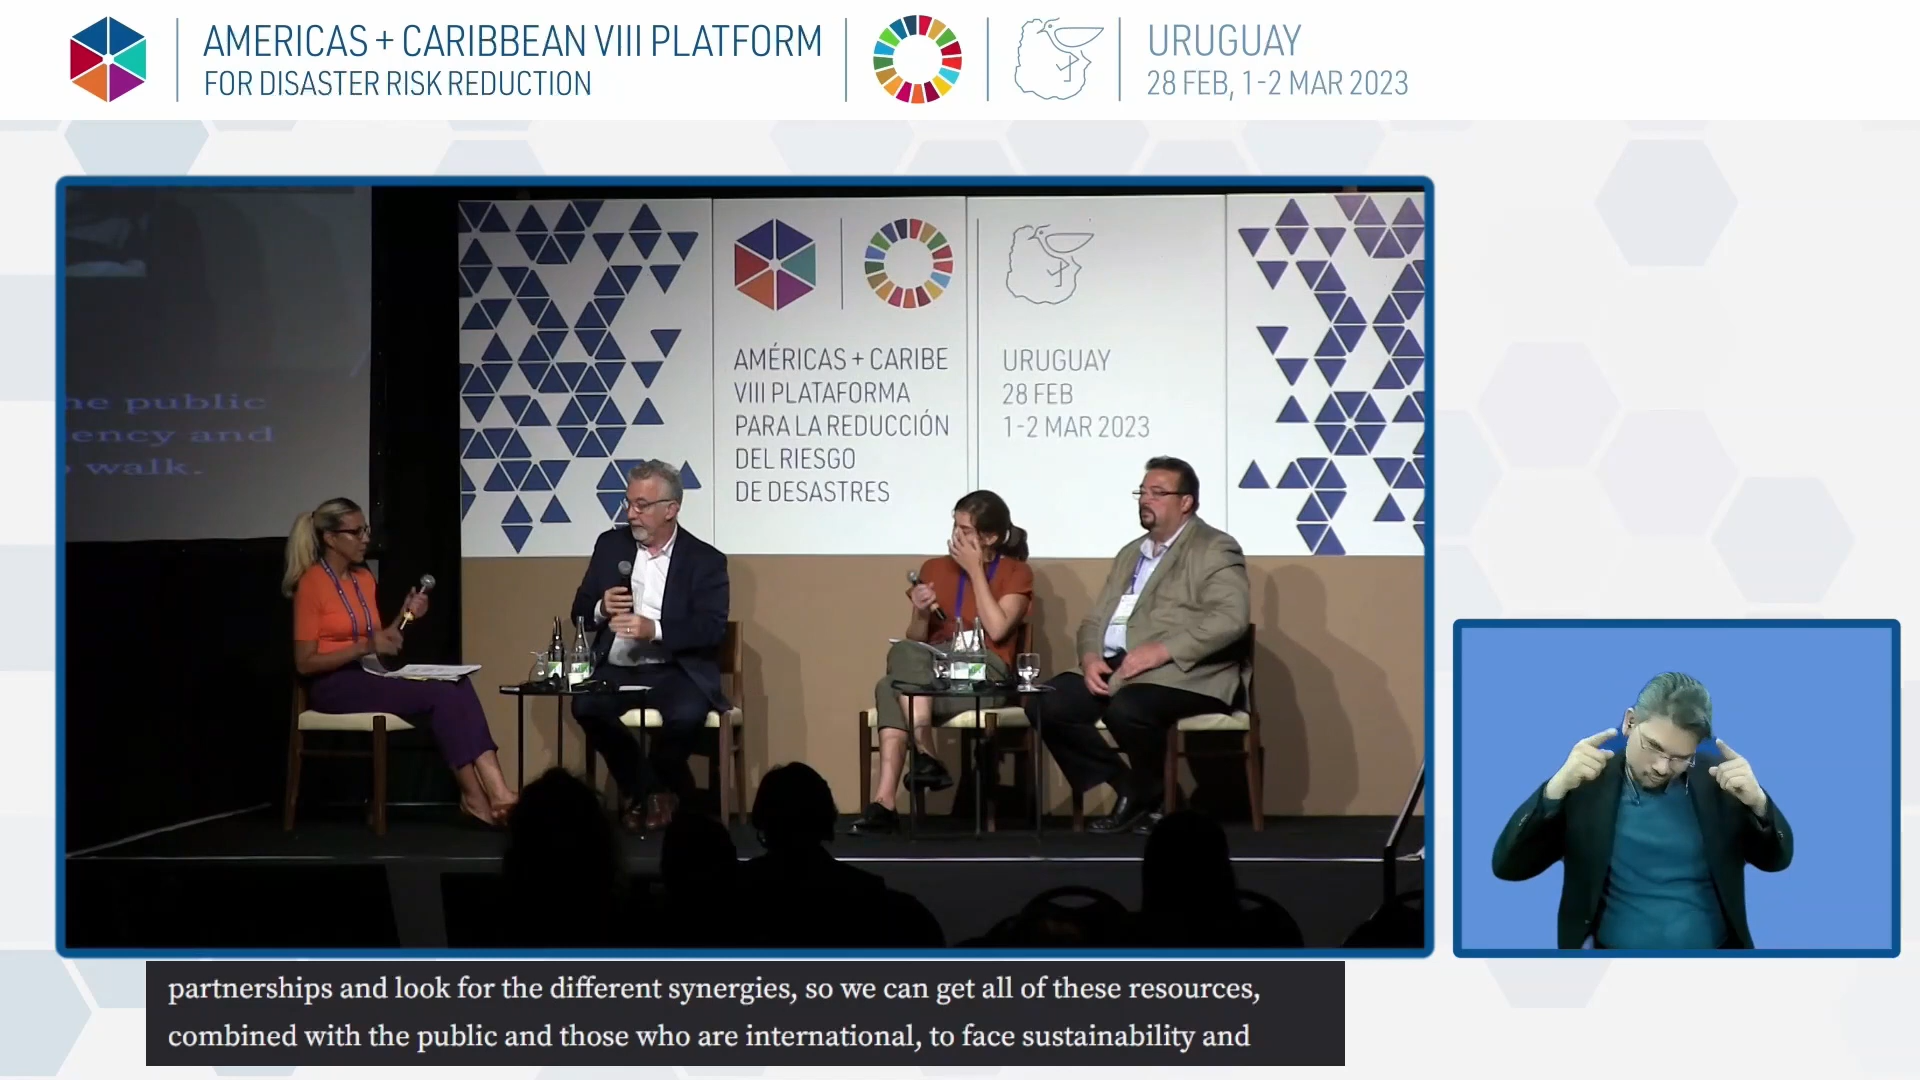 AMERICAS + CARIBBEAN VIII PLATFORM
FOR DISASTER RISK REDUCTION
URUGUAY
28 FEB, 1-2 MAR 2023
he public
ency and
walk.
AMÉRICAS + CARIBE
VIII PLATAFORMA
PARA LA REDUCCIÓN
DEL RIESGO
DE DESASTRES
URUGUAY
28 FEB
1-2 MAR 2023
partnerships and look for the different synergies, so we can get all of these resources,
combined with the public and those who are international, to face sustainability and